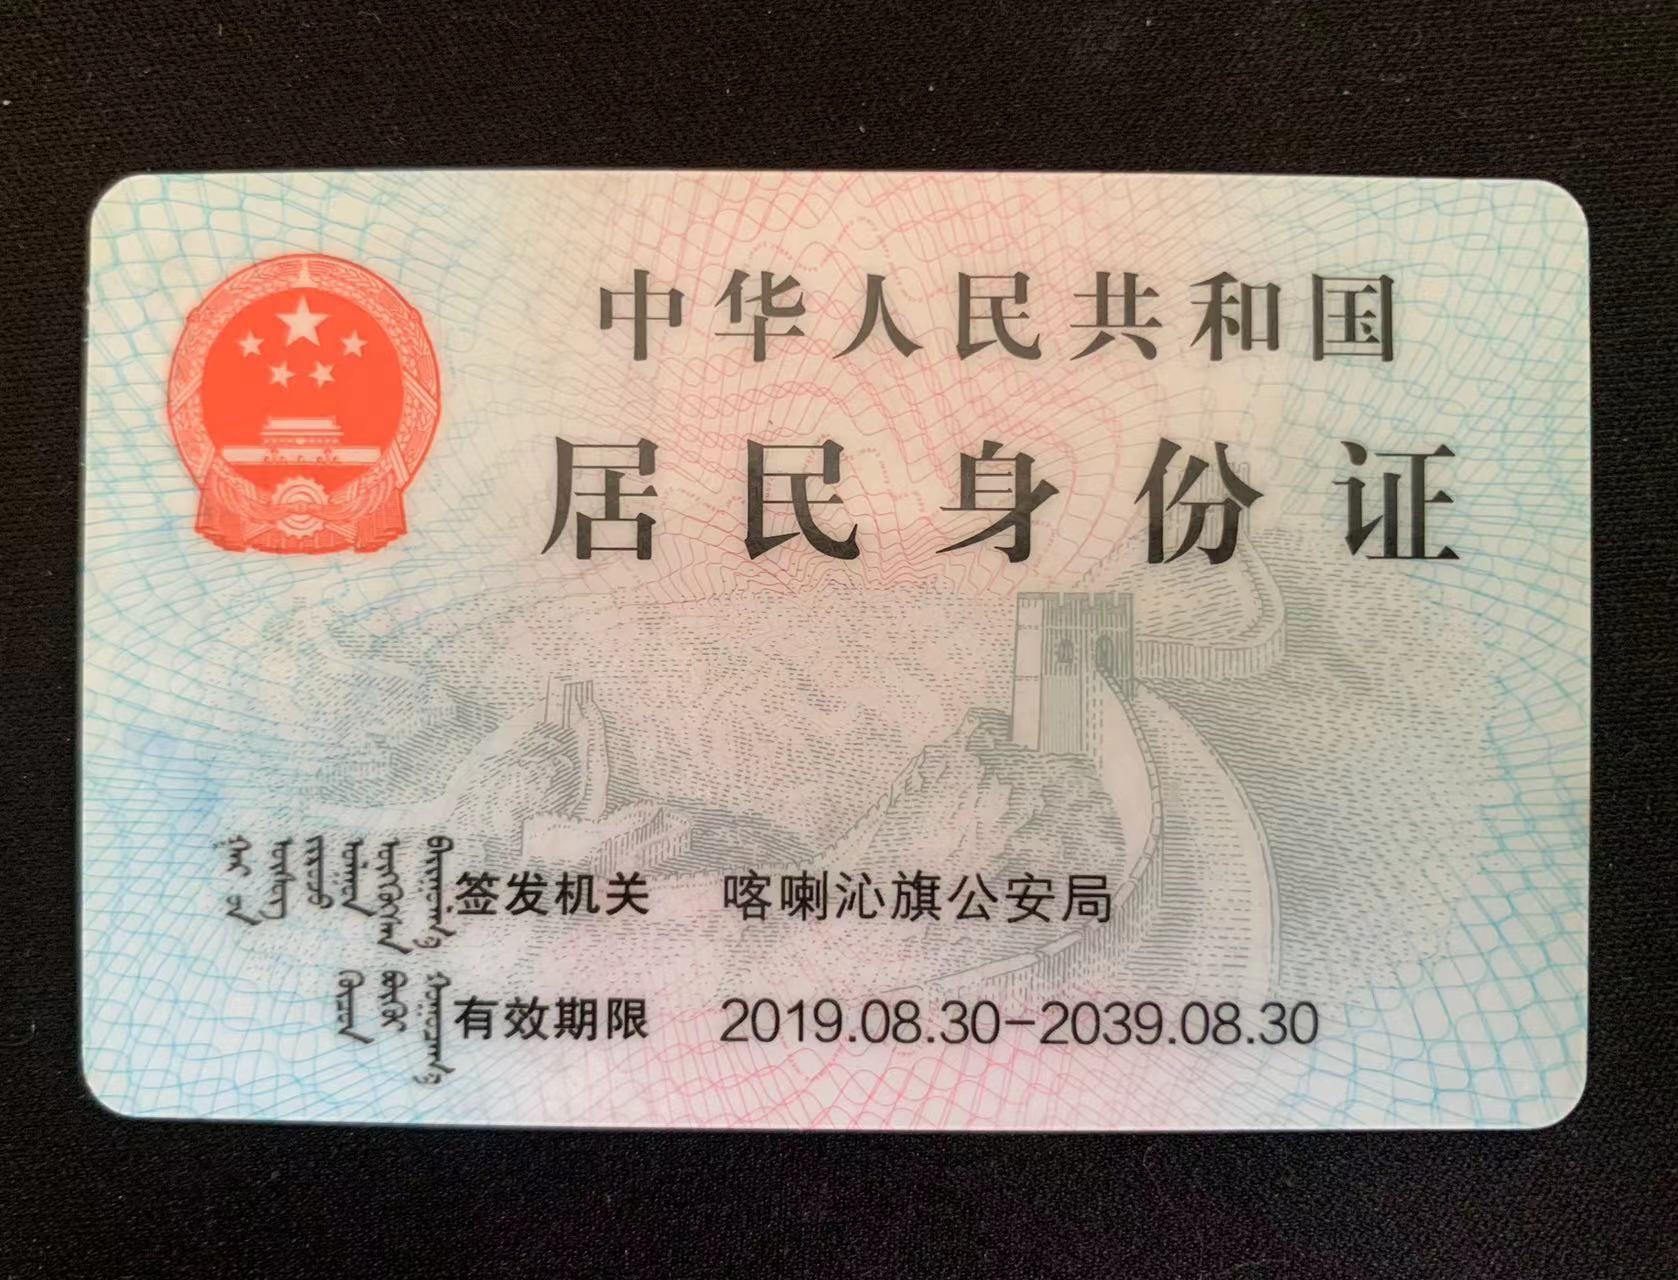 中华人民共和国
居民身份证
签发机关 喀喇沁旗公安局
有效期限 2019.08.30-2039.08.30